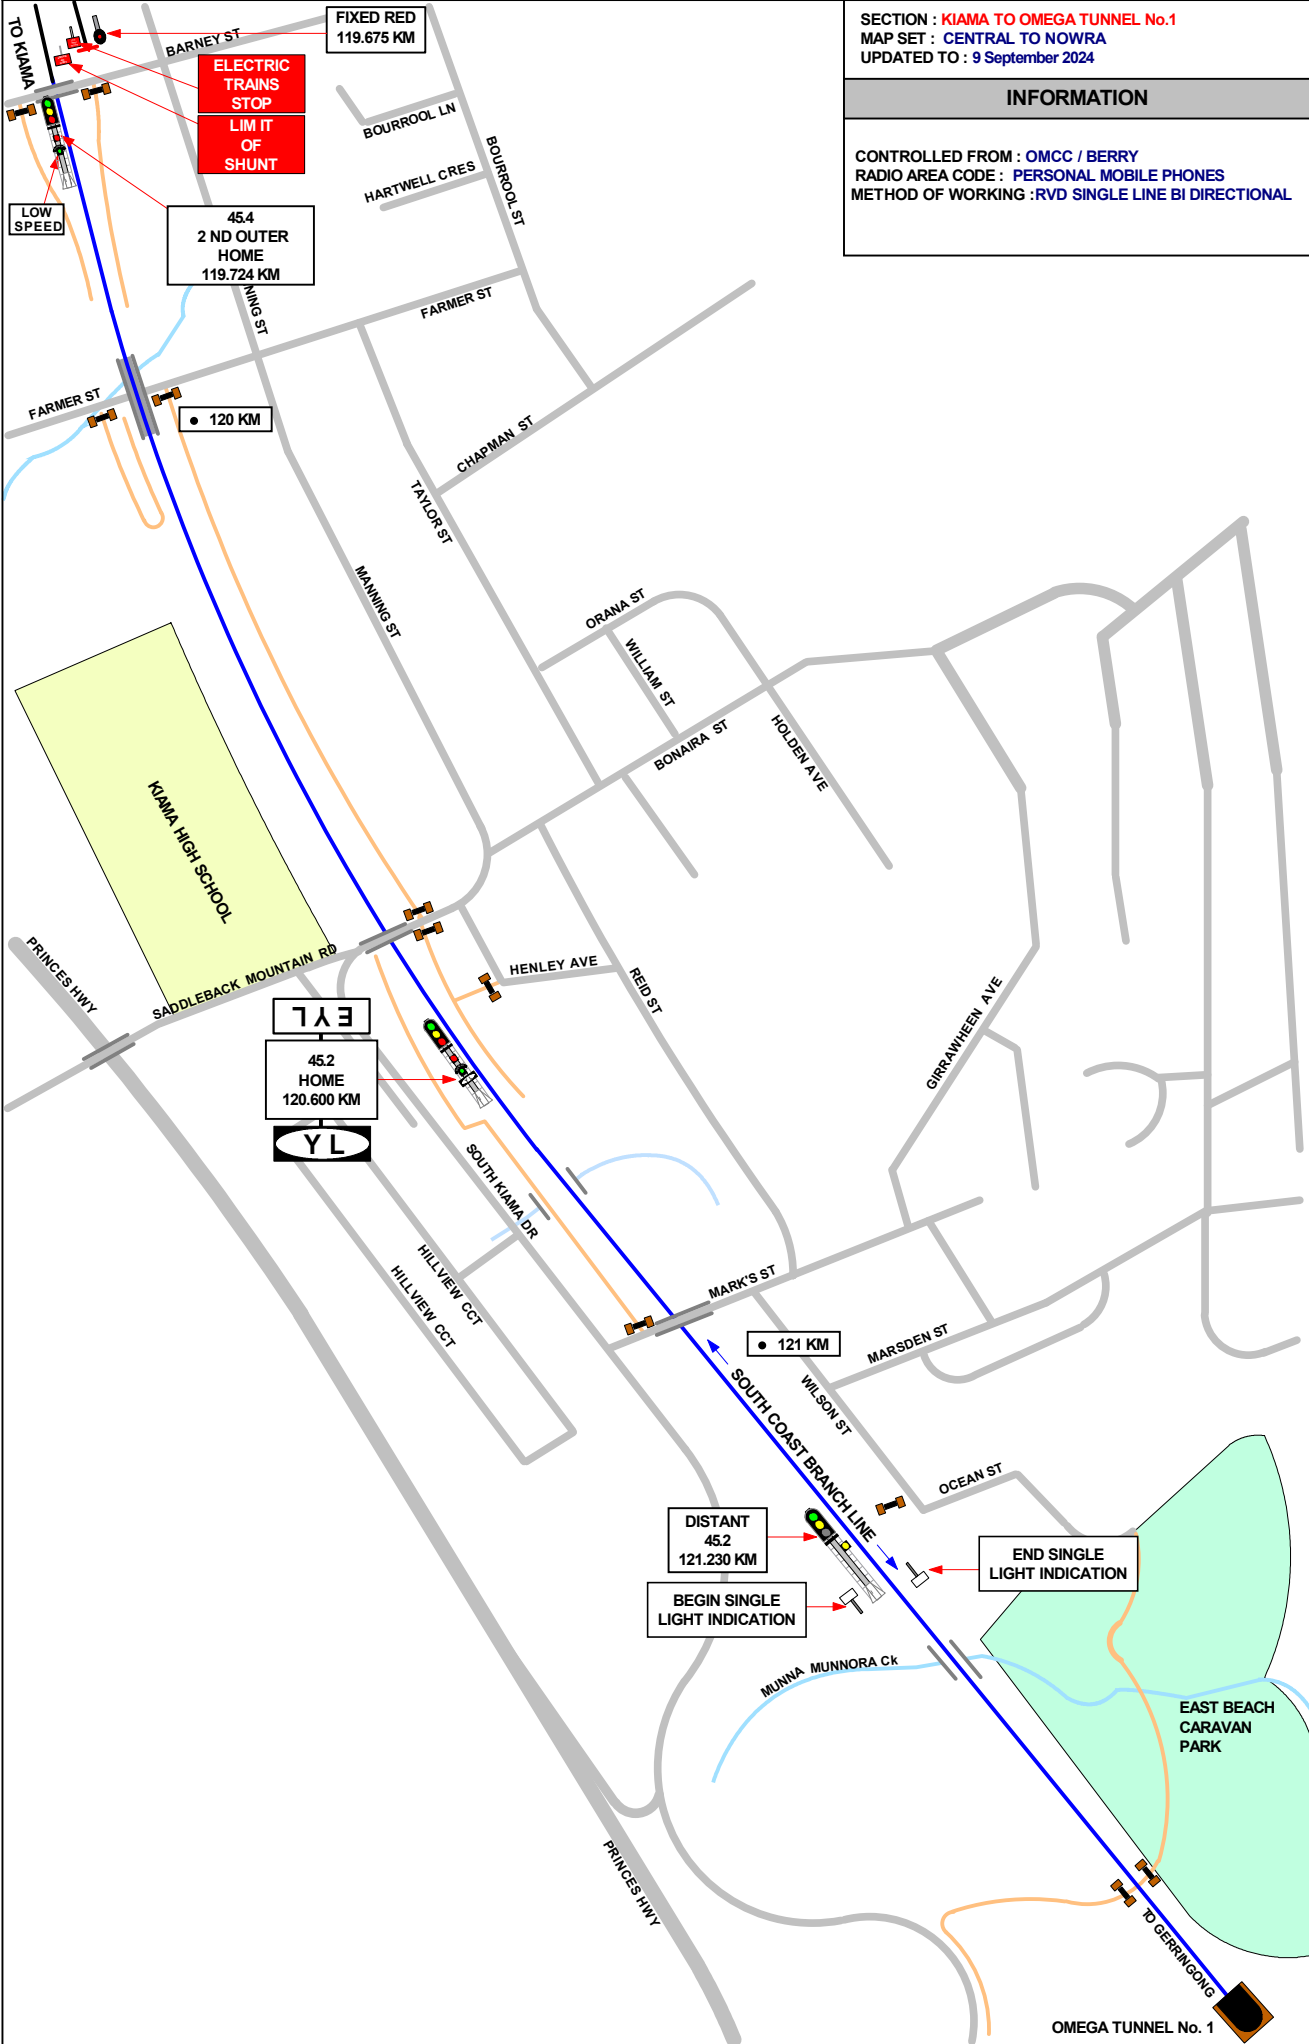 SECTION : KIAMA TO OMEGA TUNNEL No.1
MAP SET : CENTRAL TO NOWRA
UPDATED TO : 9 September 2024
INFORMATION
CONTROLLED FROM : OMCC / BERRY
RADIO AREA CODE : PERSONAL MOBILE PHONES
METHOD OF WORKING :RVD SINGLE LINE BI DIRECTIONAL
TO KIAMA
FIXED RED
119.675 KM
BARNEY ST
ELECTRIC
TRAINS
STOP
LIM IT
OF
SHUNT
LOW
SPEED
45.4
2 ND OUTER
HOME
119.724 KM
BOURROOL LN
HARTWELL CRES
BOURROOL ST
NING ST
FARMER ST
FARMER ST
120 KM
CHAPMAN ST
TAYLOR ST
MANNING ST
ORANA ST
WILLIAM ST
BONAIRA ST
HOLDEN AVE
KIAMA HIGH SCHOOL
PRINCES HWY
SADDLEBACK MOUNTAIN RD
HENLEY AVE
REID ST
GIRRAWHEEN AVE
EYL
45.2
HOME
120.600 KM
YL
SOUTH KIAMA DR
HILLVIEW CCT
HILLVIEW CCT
MARK'S ST
121 KM
MARSDEN ST
WILSON ST
SOUTH COAST BRANCH LINE
OCEAN ST
DISTANT
45.2
121.230 KM
END SINGLE
LIGHT INDICATION
BEGIN SINGLE
LIGHT INDICATION
MUNNA MUNNORA Ck
EAST BEACH
CARAVAN
PARK
PRINCES HWY
TO GERRINGONG
OMEGA TUNNEL No. 1